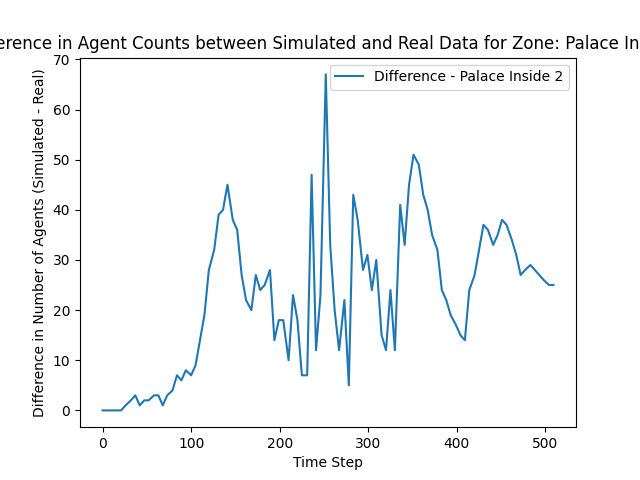 erence in Agent Counts between Simulated and Real Data for Zone: Palace In
Difference - Palace Inside 2
Difference in Number of Agents (Simulated - Real)
70
60
50
40
30
20
10
0
0 100 200 300 400 500
Time Step